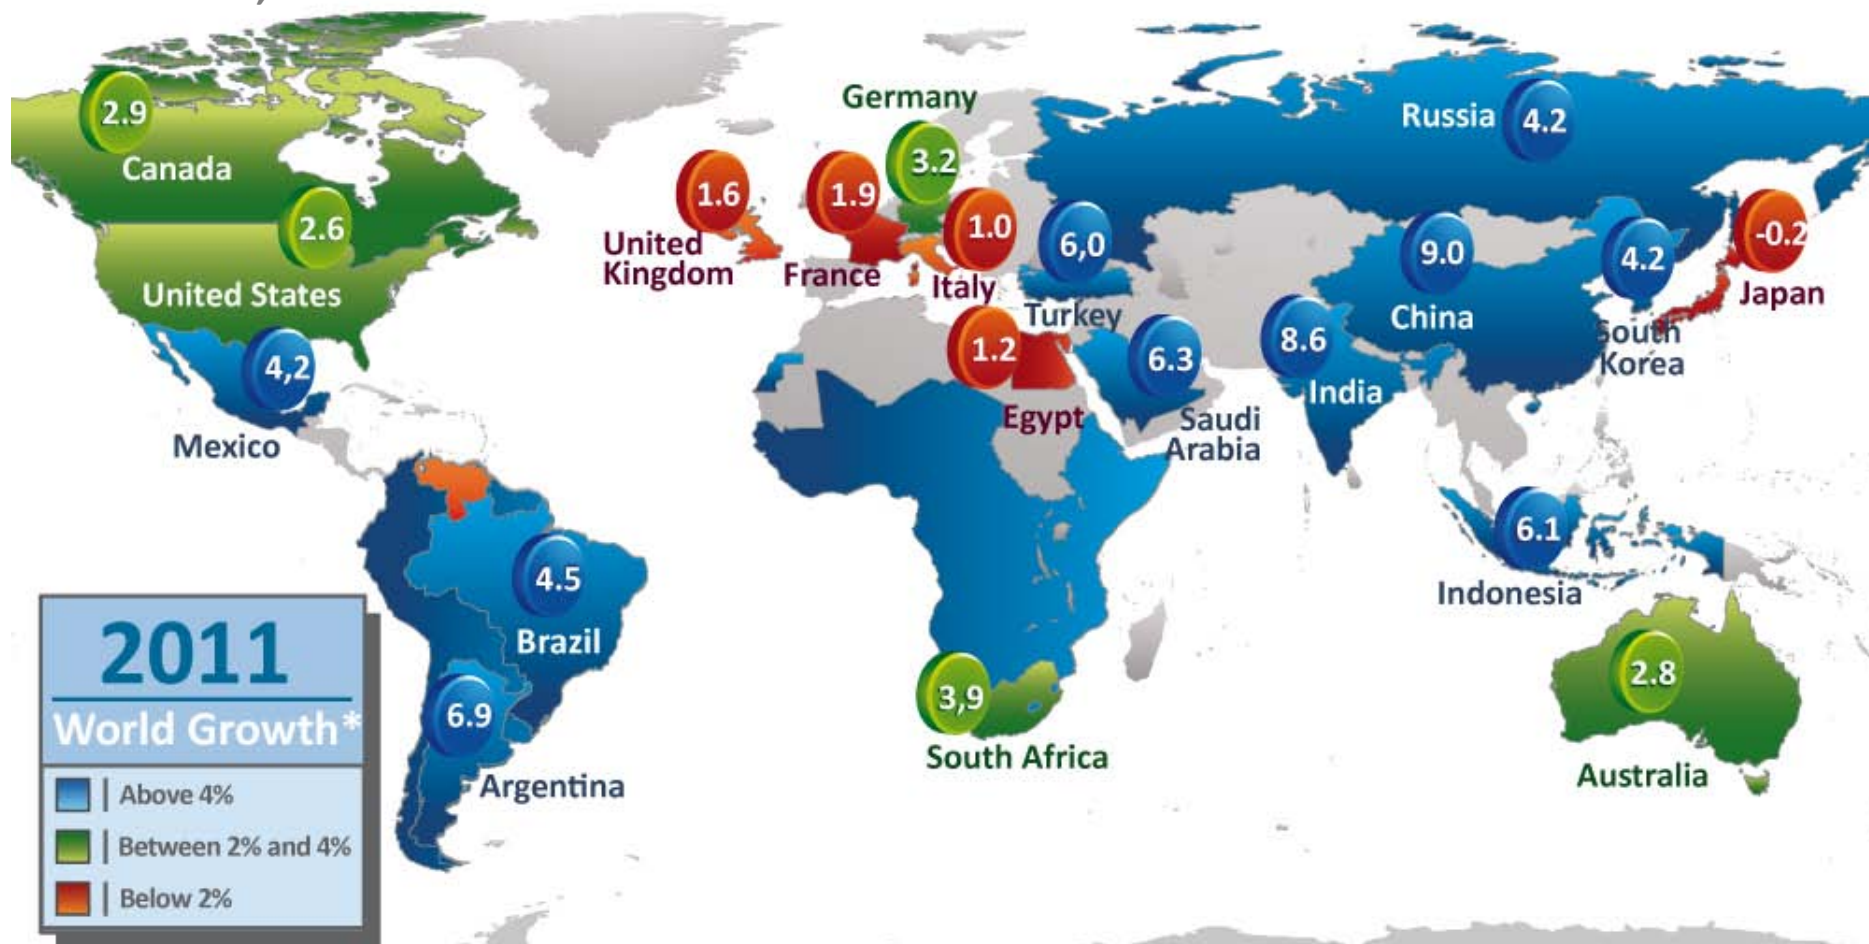 2.9
Canada
2.6
United States
4,2
Mexico
4.5
Brazil
6.9
Argentina
1.6
United
Kingdom
1.9
France
Germany
3.2
1.0
Italy
6,0
Turkey
1.2
Egypt
6.3
Saudi
Arabia
3,9
South Africa
Russia
4.2
9.0
China
4.2
South
Korea
-0.2
Japan
8.6
India
6.1
Indonesia
2.8
Australia
2011
World Growth*
Above 4%
Between 2% and 4%
Below 2%